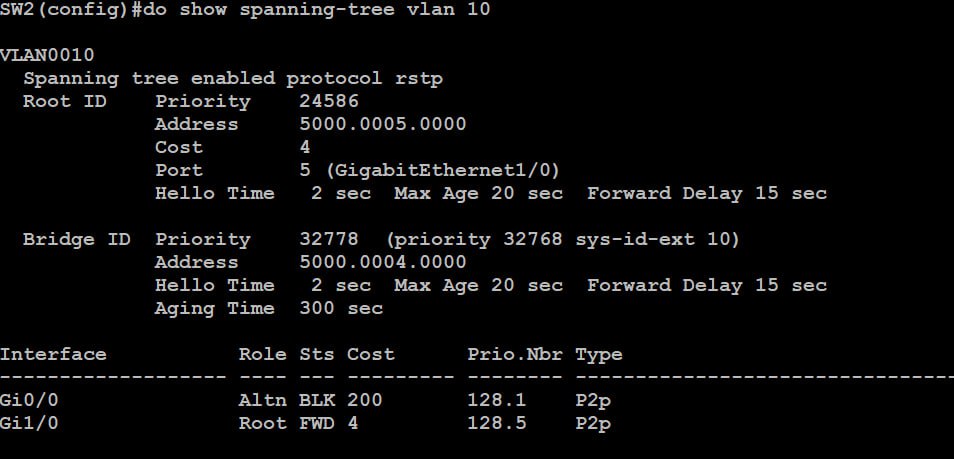 SW2(config)#do show spanning-tree vlan 10
VLAN0010
  Spanning tree enabled protocol rstp
  Root ID    Priority    24586
             Address     5000.0005.0000
             Cost        4
             Port        5 (GigabitEthernet1/0)
             Hello Time   2 sec  Max Age 20 sec  Forward Delay 15 sec
  Bridge ID  Priority    32778  (priority 32768 sys-id-ext 10)
             Address     5000.0004.0000
             Hello Time   2 sec  Max Age 20 sec  Forward Delay 15 sec
             Aging Time  300 sec
Interface           Role Sts Cost      Prio.Nbr Type
------------------- ---- --- --------- -------- --------------------------------
Gi0/0               Altn BLK 200       128.1    P2p
Gi1/0               Root FWD 4         128.5    P2p